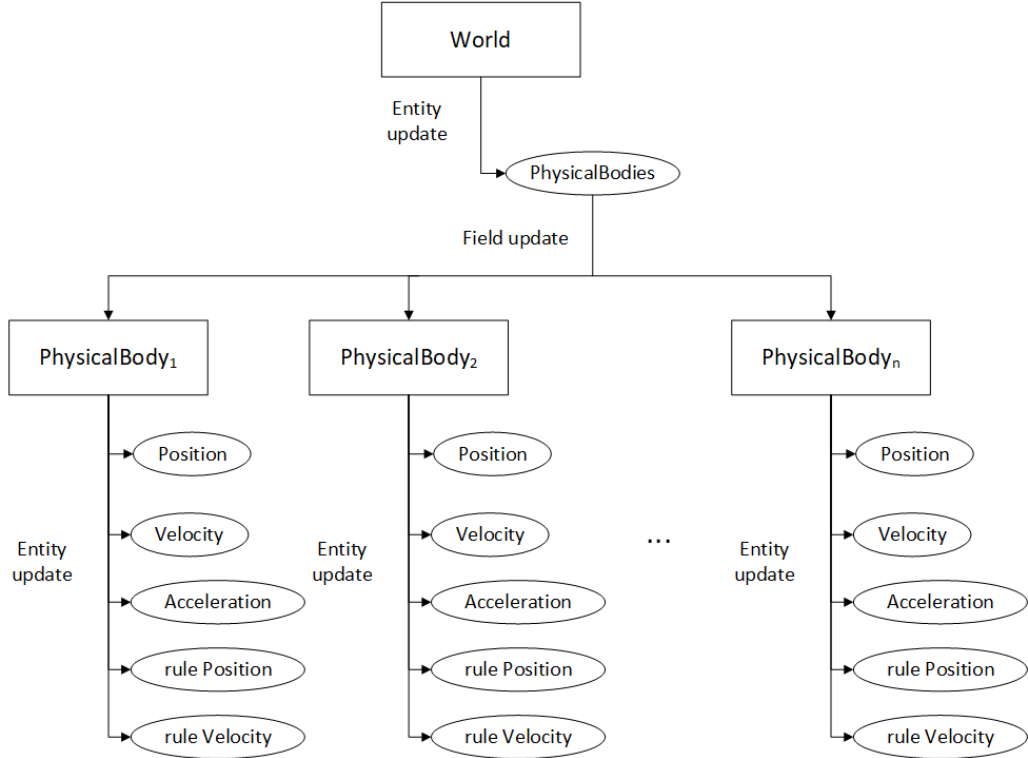 World
Entity
update
PhysicalBodies
Field update
PhysicalBody₁
PhysicalBody₂
PhysicalBodyₙ
Position
Position
Position
Velocity
Velocity
...
Velocity
Entity
update
Entity
update
Entity
update
Acceleration
Acceleration
Acceleration
rule Position
rule Position
rule Position
rule Velocity
rule Velocity
rule Velocity